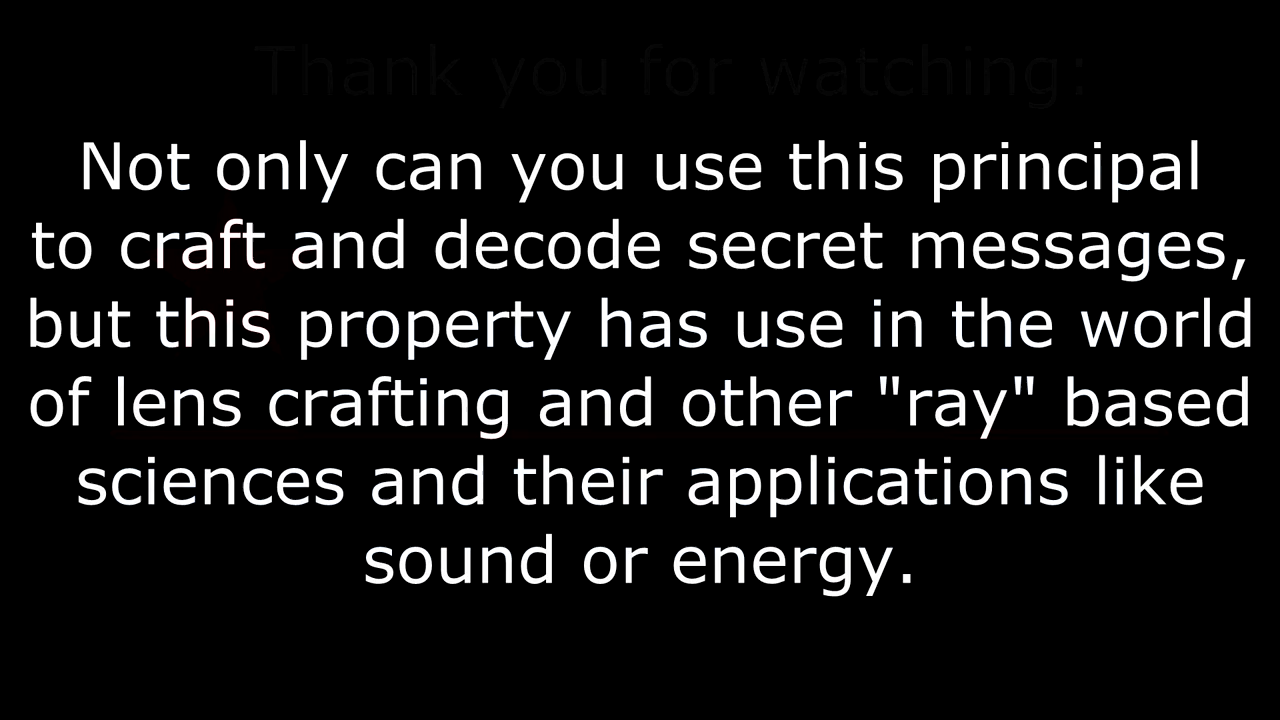 Thank you for watching:
Not only can you use this principal
to craft and decode secret messages,
but this property has use in the world
of lens crafting and other "ray" based
sciences and their applications like
sound or energy.